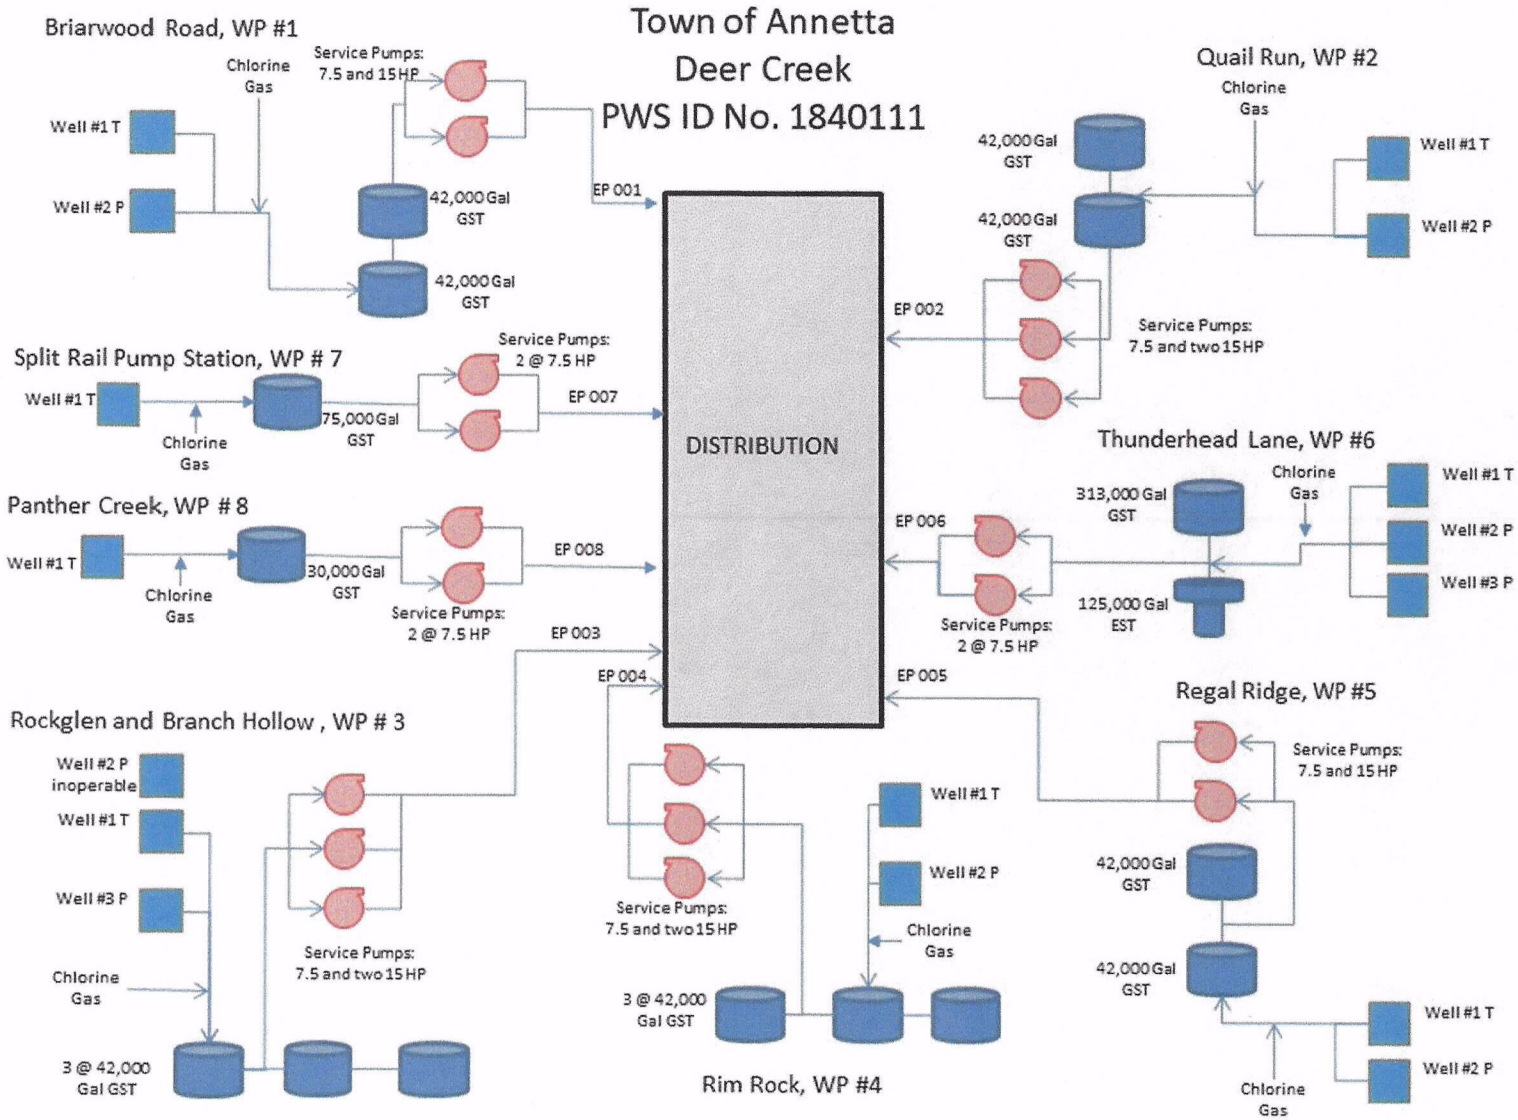 Town of Annetta
Deer Creek
PWS ID No. 1840111
Briarwood Road, WP #1
Chlorine
Gas
Service Pumps:
7.5 and 15 HP
Well #1 T
Well #2 P
42,000 Gal
GST
42,000 Gal
GST
EP 001
Quail Run, WP #2
Chlorine
Gas
42,000 Gal
GST
42,000 Gal
GST
Well #1 T
Well #2 P
EP 002
Service Pumps:
7.5 and two 15 HP
Split Rail Pump Station, WP # 7
Service Pumps:
2 @ 7.5 HP
Well #1 T
Chlorine
Gas
75,000 Gal
GST
EP 007
DISTRIBUTION
Thunderhead Lane, WP #6
313,000 Gal
GST
Chlorine
Gas
Well #1 T
Well #2 P
Well #3 P
EP 006
125,000 Gal
EST
Service Pumps:
2 @ 7.5 HP
Panther Creek, WP # 8
Well #1 T
Chlorine
Gas
30,000 Gal
GST
EP 008
Service Pumps:
2 @ 7.5 HP
EP 003
EP 004
EP 005
Rockglen and Branch Hollow , WP # 3
Well #2 P
inoperable
Well #1 T
Well #3 P
Chlorine
Gas
Service Pumps:
7.5 and two 15 HP
3 @ 42,000
Gal GST
Service Pumps:
7.5 and two 15 HP
Well #1 T
Well #2 P
Chlorine
Gas
3 @ 42,000
Gal GST
Rim Rock, WP #4
Regal Ridge, WP #5
Service Pumps:
7.5 and 15 HP
42,000 Gal
GST
42,000 Gal
GST
Well #1 T
Well #2 P
Chlorine
Gas